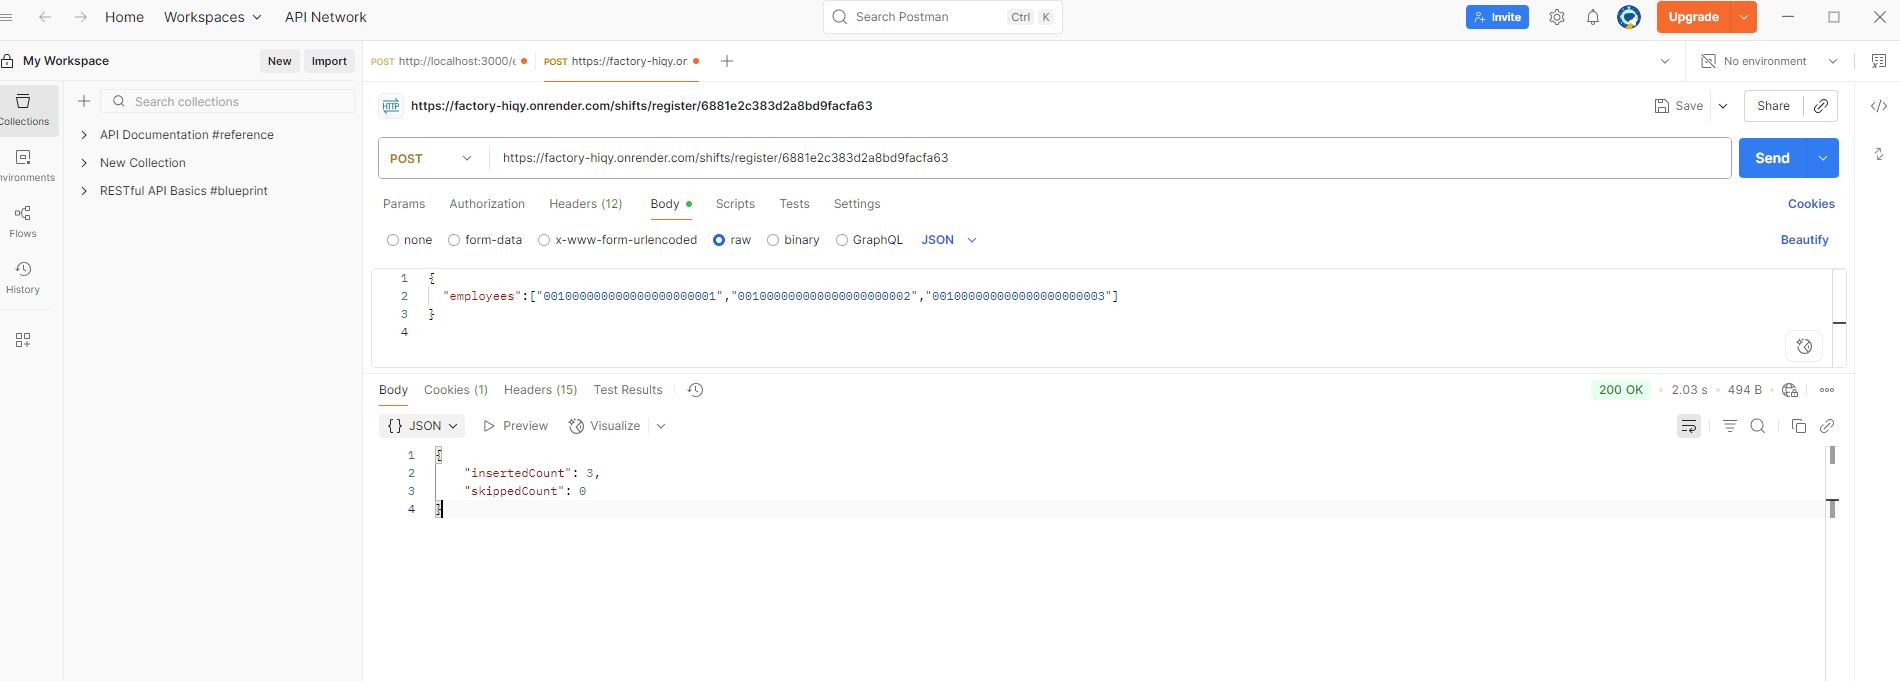 Home Workspaces API Network Search Postman Ctrl K Invite Upgrade
My Workspace New Import POST http://localhost:3000/e POST https://factory-hiqy.or No environment
Search collections
Collections
API Documentation #reference
New Collection
RESTful API Basics #blueprint
nvironments
Flows
History
HTTP https://factory-hiqy.onrender.com/shifts/register/6881e2c383d2a8bd9facfa63 Save Share
POST https://factory-hiqy.onrender.com/shifts/register/6881e2c383d2a8bd9facfa63 Send
Params Authorization Headers (12) Body Scripts Tests Settings Cookies
none form-data x-www-form-urlencoded raw binary GraphQL JSON Beautify
1 {
2 "employees":["001000000000000000000001","001000000000000000000002","001000000000000000000003"]
3 }
4
Body Cookies (1) Headers (15) Test Results 200 OK 2.03 s 494 B
{} JSON Preview Visualize
1 {
2 "insertedCount": 3,
3 "skippedCount": 0
4 }